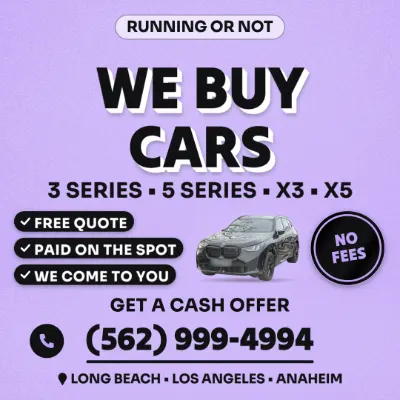 RUNNING OR NOT
WE BUY
CARS
3 SERIES ▪ 5 SERIES ▪ X3 ▪ X5
FREE QUOTE
PAID ON THE SPOT
WE COME TO YOU
NO
FEES
GET A CASH OFFER
(562) 999-4994
LONG BEACH ▪ LOS ANGELES ▪ ANAHEIM